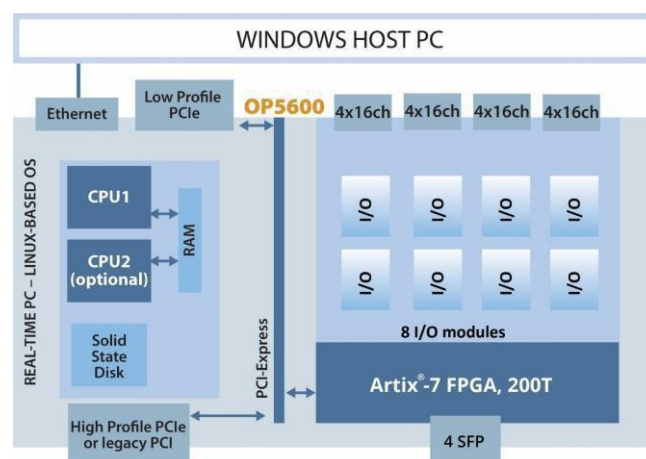 WINDOWS HOST PC
Ethernet
Low Profile
PCIe
OP5600
4x16ch
4x16ch
4x16ch
4x16ch
REAL-TIME PC – LINUX-BASED OS
CPU1
CPU2
(optional)
RAM
Solid
State
Disk
PCI-Express
I/O
I/O
I/O
I/O
I/O
I/O
I/O
I/O
8 I/O modules
Artix®-7 FPGA, 200T
High Profile PCIe
or legacy PCI
4 SFP